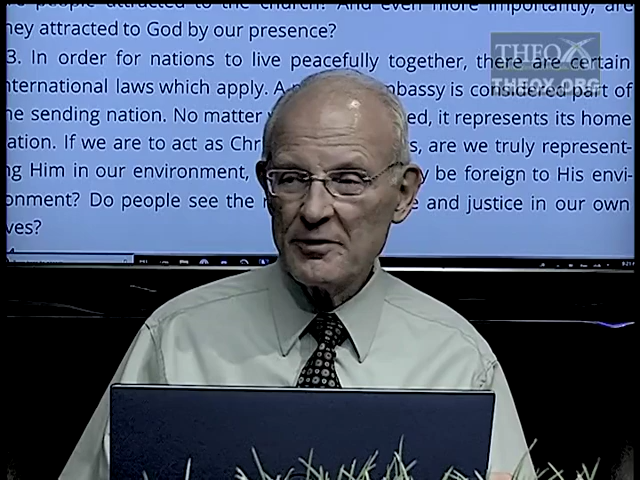 people attracted to the church? And even more importantly, are
hey attracted to God by our presence?
3. In order for nations to live peacefully together, there are certain
nternational laws which apply. A embassy is considered part of
he sending nation. No matter ed, it represents its home
ation. If we are to act as Chr s, are we truly represent-
ng Him in our environment, y be foreign to His envi-
onment? Do people see the e and justice in our own
ves?
THEOX
THEOX.ORG